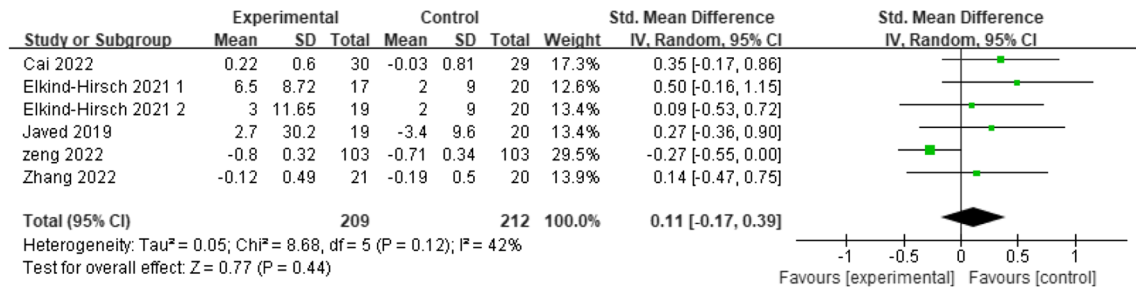 Experimental Control Std. Mean Difference Std. Mean Difference
Study or Subgroup Mean SD Total Mean SD Total Weight IV, Random, 95% CI IV, Random, 95% CI
Cai 2022 0.22 0.6 30 -0.03 0.81 29 17.3% 0.35 [-0.17, 0.86]
Elkind-Hirsch 2021 1 6.5 8.72 17 2 9 20 12.6% 0.50 [-0.16, 1.15]
Elkind-Hirsch 2021 2 3 11.65 19 2 9 20 13.4% 0.09 [-0.53, 0.72]
Javed 2019 2.7 30.2 19 -3.4 9.6 20 13.4% 0.27 [-0.36, 0.90]
zeng 2022 -0.8 0.32 103 -0.71 0.34 103 29.5% -0.27 [-0.55, 0.00]
Zhang 2022 -0.12 0.49 21 -0.19 0.5 20 13.9% 0.14 [-0.47, 0.75]
Total (95% CI) 209 212 100.0% 0.11 [-0.17, 0.39]
Heterogeneity: Tau² = 0.05; Chi² = 8.68, df = 5 (P = 0.12); I² = 42%
Test for overall effect: Z = 0.77 (P = 0.44)
-1 -0.5 0 0.5 1
Favours [experimental] Favours [control]